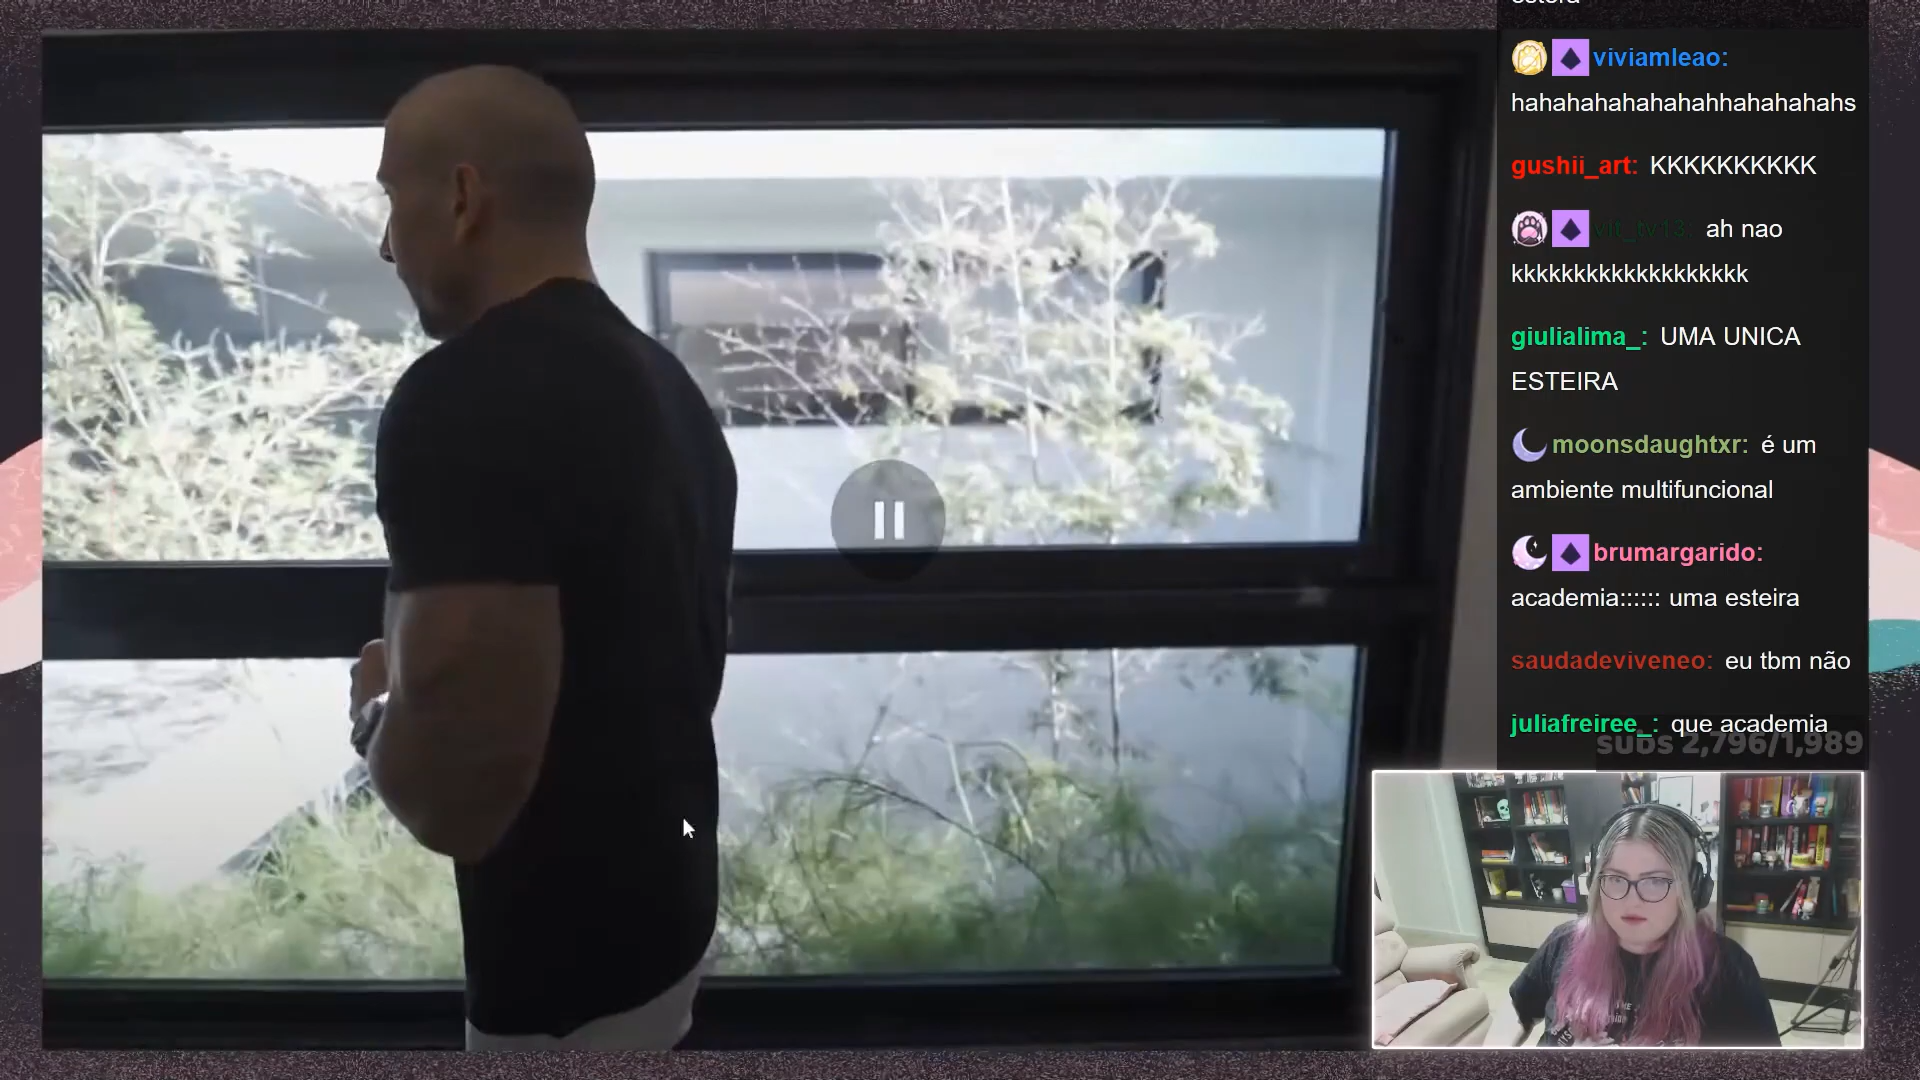 viviamleao:
hahahahahahahahhahahahahs
gushii_art: KKKKKKKKKK
vit_tv13: ah nao
kkkkkkkkkkkkkkkkkkk
giulialima_: UMA UNICA
ESTEIRA
moonsdaughtxr: é um
ambiente multifuncional
brumargarido:
academia:::::: uma esteira
saudadeviveneo: eu tbm não
juliafreiree_: que academia
subs 2,796/1,989